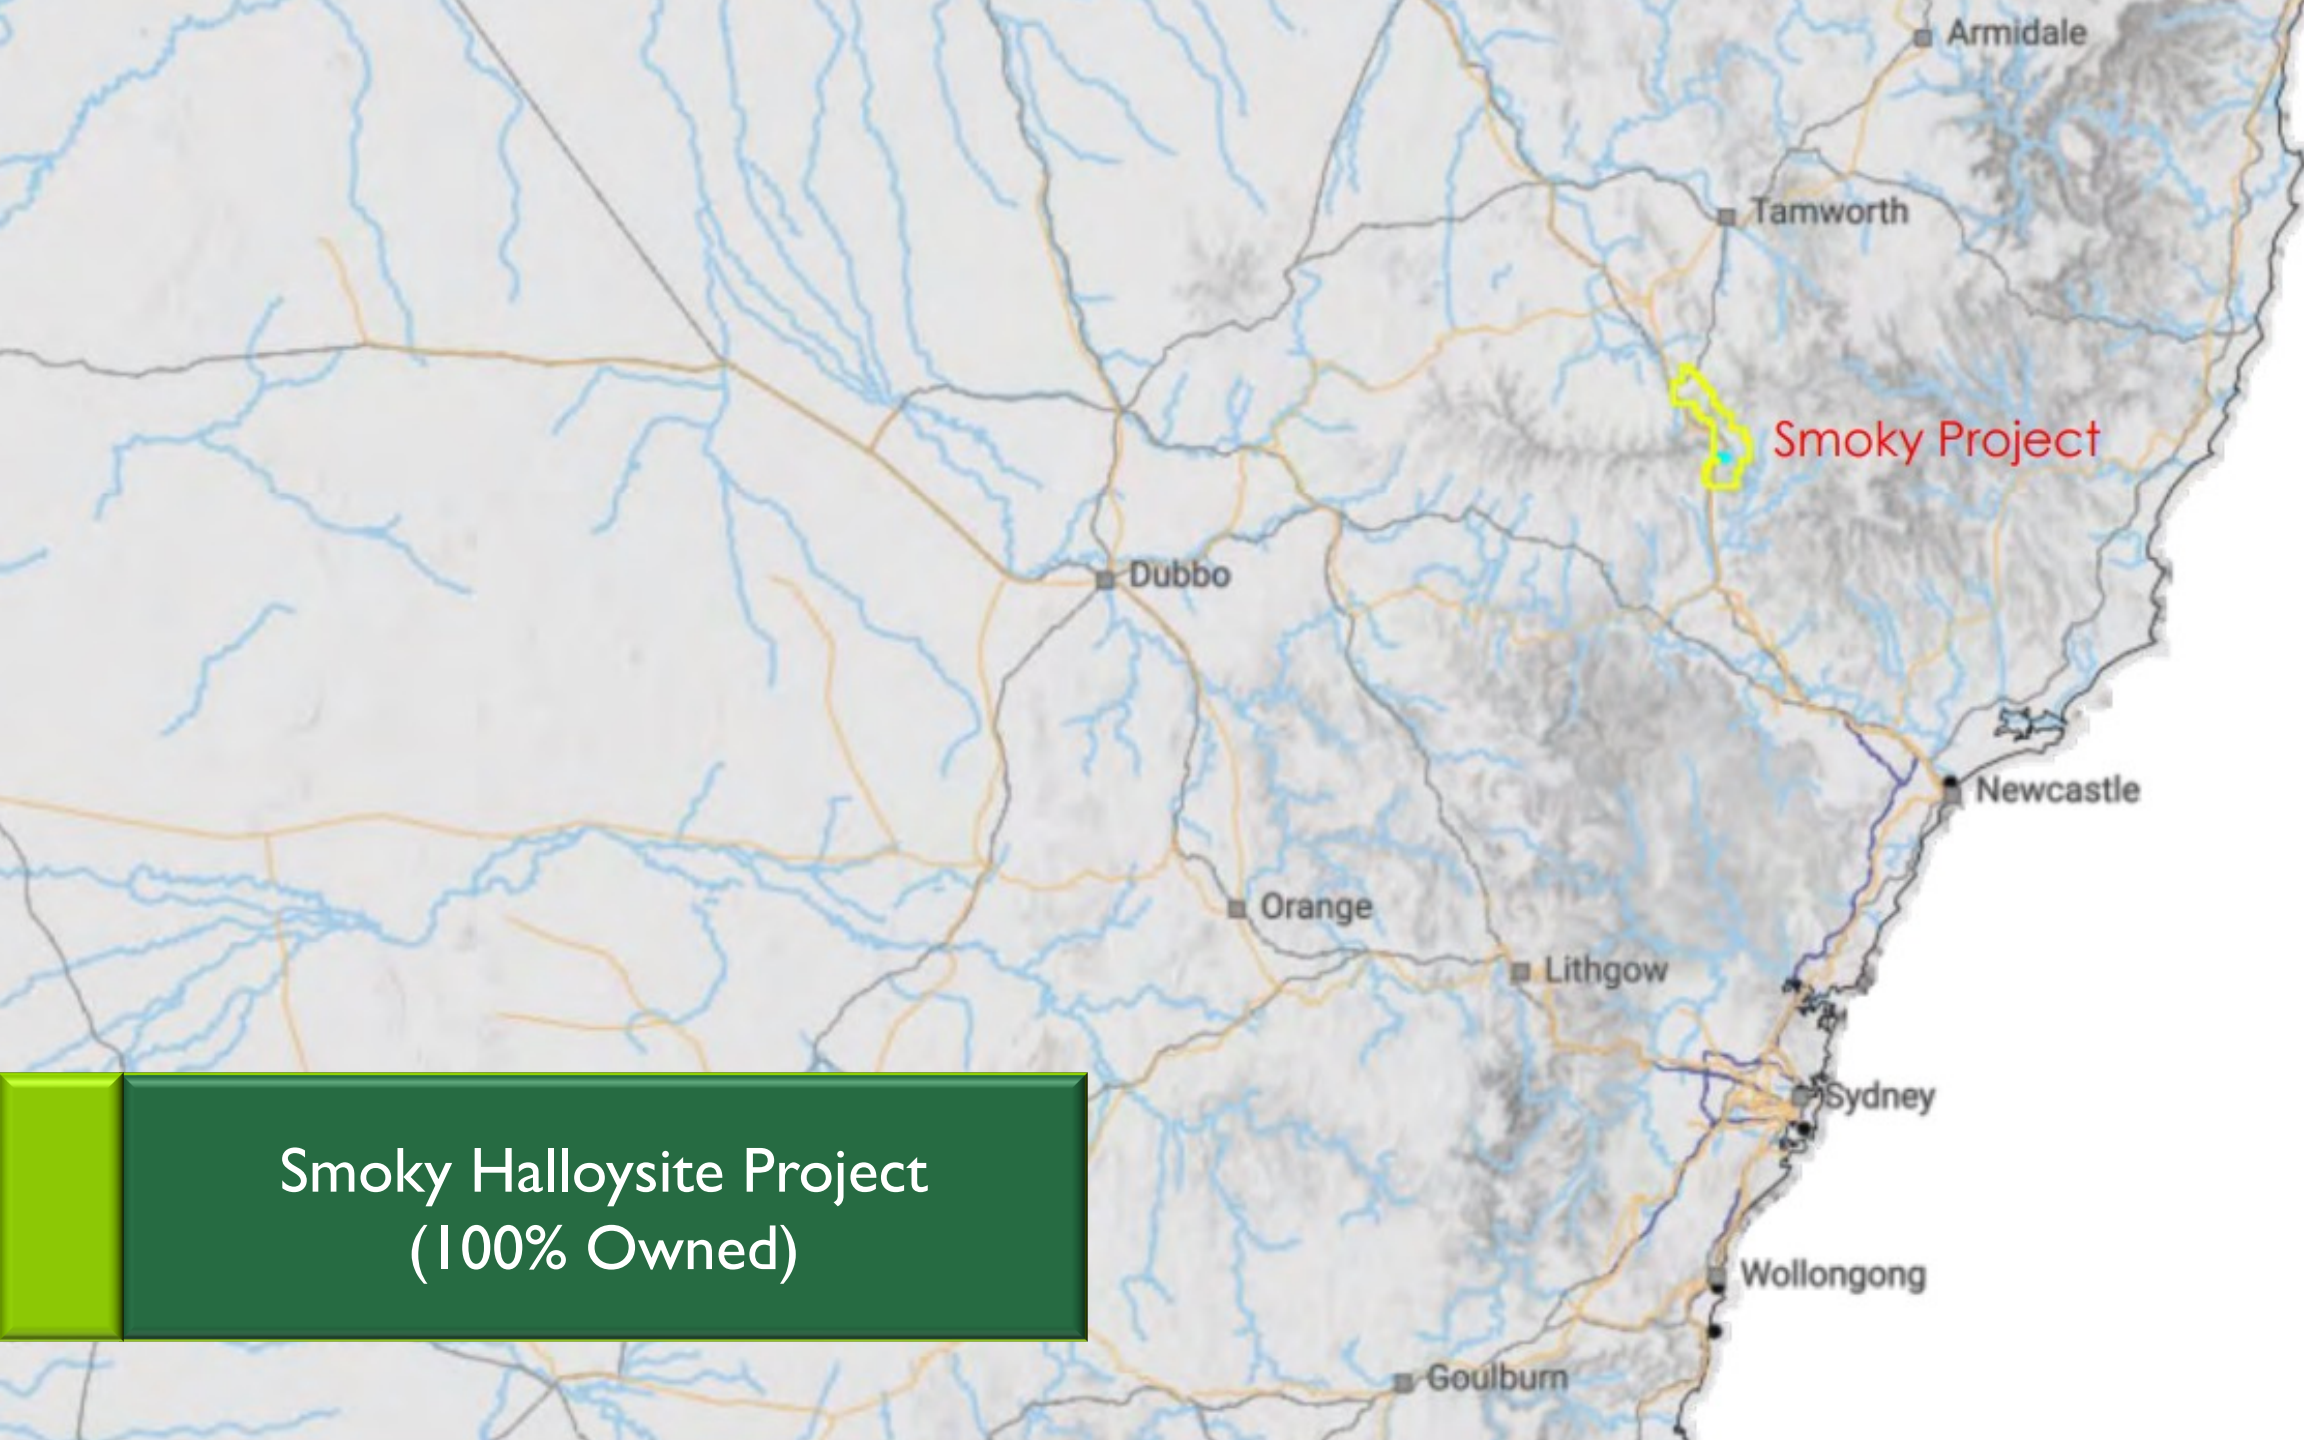 Armidale
Tamworth
Smoky Project
Dubbo
Newcastle
Orange
Lithgow
Sydney
Smoky Halloysite Project
(100% Owned)
Wollongong
Goulburn